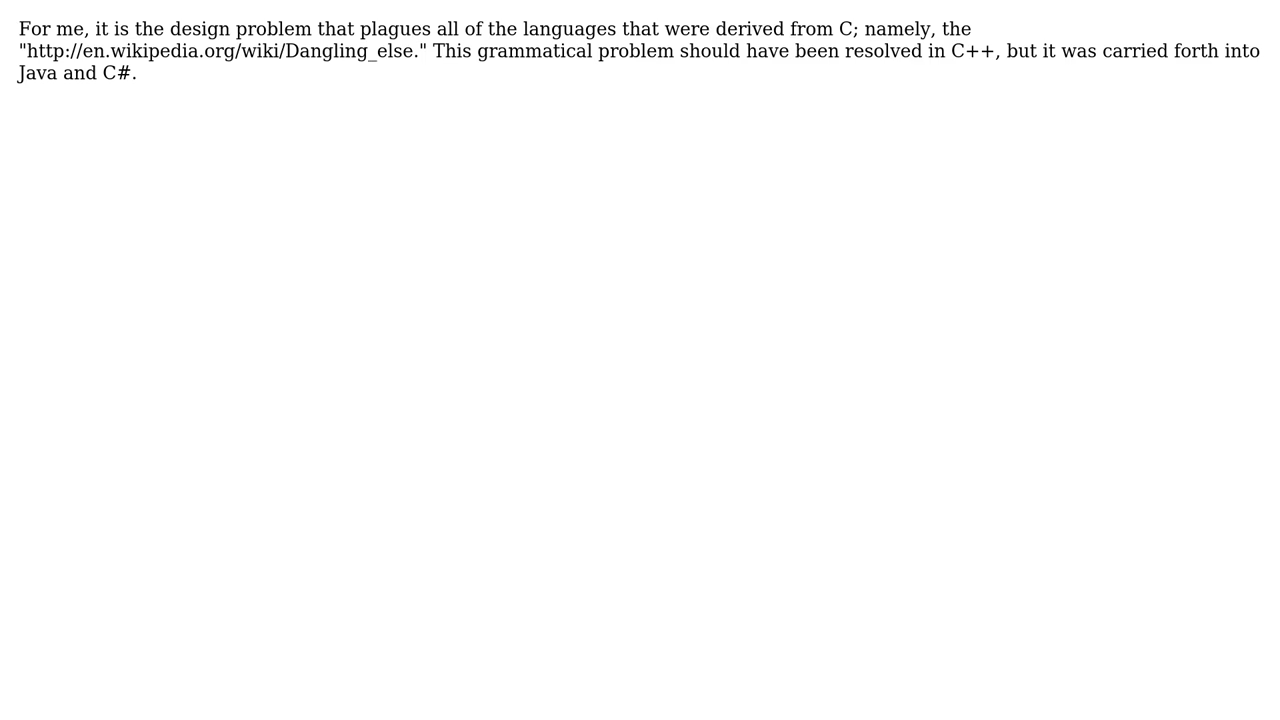 For me, it is the design problem that plagues all of the languages that were derived from C; namely, the
"http://en.wikipedia.org/wiki/Dangling_else." This grammatical problem should have been resolved in C++, but it was carried forth into
Java and C#.